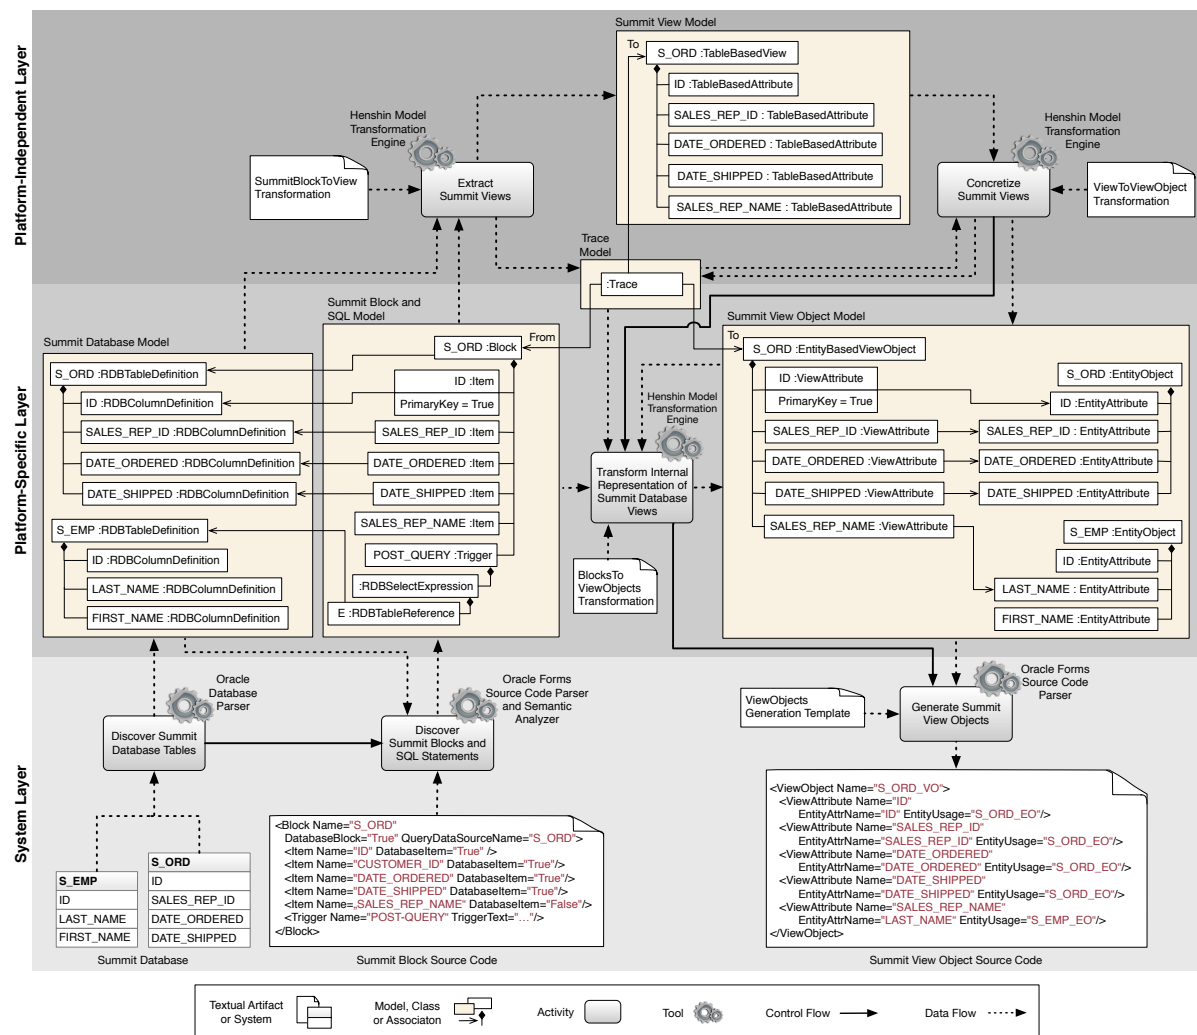 Platform-Independent Layer
Summit View Model
To
S_ORD :TableBasedView
ID :TableBasedAttribute
SALES_REP_ID : TableBasedAttribute
DATE_ORDERED : TableBasedAttribute
DATE_SHIPPED : TableBasedAttribute
SALES_REP_NAME : TableBasedAttribute
Henshin Model
Transformation
Engine
SummitBlockToView
Transformation
Extract
Summit Views
Henshin Model
Transformation
Engine
Concretize
Summit Views
ViewToViewObject
Transformation
Trace
Model
:Trace
Platform-Specific Layer
Summit Database Model
S_ORD :RDBTableDefinition
ID :RDBColumnDefinition
SALES_REP_ID :RDBColumnDefinition
DATE_ORDERED :RDBColumnDefinition
DATE_SHIPPED :RDBColumnDefinition
S_EMP :RDBTableDefinition
ID :RDBColumnDefinition
LAST_NAME :RDBColumnDefinition
FIRST_NAME :RDBColumnDefinition
Summit Block and
SQL Model
From
S_ORD :Block
ID :Item
PrimaryKey = True
SALES_REP_ID :Item
DATE_ORDERED :Item
DATE_SHIPPED :Item
SALES_REP_NAME :Item
POST_QUERY :Trigger
:RDBSelectExpression
E :RDBTableReference
Henshin Model
Transformation
Engine
Transform Internal
Representation of
Summit Database
Views
BlocksTo
ViewObjects
Transformation
Summit View Object Model
To
S_ORD :EntityBasedViewObject
ID :ViewAttribute
PrimaryKey = True
SALES_REP_ID :ViewAttribute
DATE_ORDERED :ViewAttribute
DATE_SHIPPED :ViewAttribute
SALES_REP_NAME :ViewAttribute
S_ORD :EntityObject
ID :EntityAttribute
SALES_REP_ID :EntityAttribute
DATE_ORDERED :EntityAttribute
DATE_SHIPPED :EntityAttribute
S_EMP :EntityObject
ID :EntityAttribute
LAST_NAME :EntityAttribute
FIRST_NAME :EntityAttribute
System Layer
Oracle
Database
Parser
Discover Summit
Database Tables
Oracle Forms
Source Code Parser
and Semantic
Analyzer
Discover
Summit Blocks and
SQL Statements
ViewObjects
Generation Template
Oracle Forms
Source Code
Parser
Generate Summit
View Objects
S_EMP
ID
LAST_NAME
FIRST_NAME
S_ORD
ID
SALES_REP_ID
DATE_ORDERED
DATE_SHIPPED
Summit Database
<Block Name="S_ORD"
DatabaseBlock="True" QueryDataSourceName="S_ORD">
<Item Name="ID" DatabaseItem="True" />
<Item Name="CUSTOMER_ID" DatabaseItem="True"/>
<Item Name="DATE_ORDERED" DatabaseItem="True"/>
<Item Name="DATE_SHIPPED" DatabaseItem="True"/>
<Item Name=„SALES_REP_NAME" DatabaseItem="False"/>
<Trigger Name="POST-QUERY" TriggerText="…"/>
</Block>
Summit Block Source Code
<ViewObject Name="S_ORD_VO">
<ViewAttribute Name="ID"
EntityAttrName="ID" EntityUsage="S_ORD_EO"/>
<ViewAttribute Name="SALES_REP_ID"
EntityAttrName="SALES_REP_ID" EntityUsage="S_ORD_EO"/>
<ViewAttribute Name="DATE_ORDERED"
EntityAttrName="DATE_ORDERED" EntityUsage="S_ORD_EO"/>
<ViewAttribute Name="DATE_SHIPPED"
EntityAttrName="DATE_SHIPPED" EntityUsage="S_ORD_EO"/>
<ViewAttribute Name="SALES_REP_NAME"
EntityAttrName="LAST_NAME" EntityUsage="S_EMP_EO"/>
</ViewObject>
Summit View Object Source Code
Textual Artifact
or System
Model, Class
or Associaton
Activity
Tool
Control Flow
Data Flow